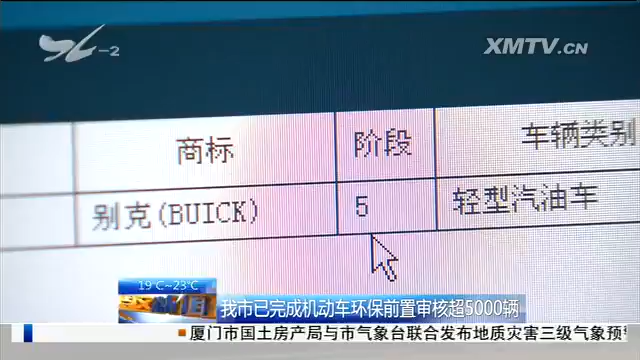 XMTV.CN
-2
商标 阶段 车辆类别
别克(BUICK) 5 轻型汽油车
19℃~23℃
我市已完成机动车环保前置审核超5000辆
厦门市国土房产局与市气象台联合发布地质灾害三级气象预